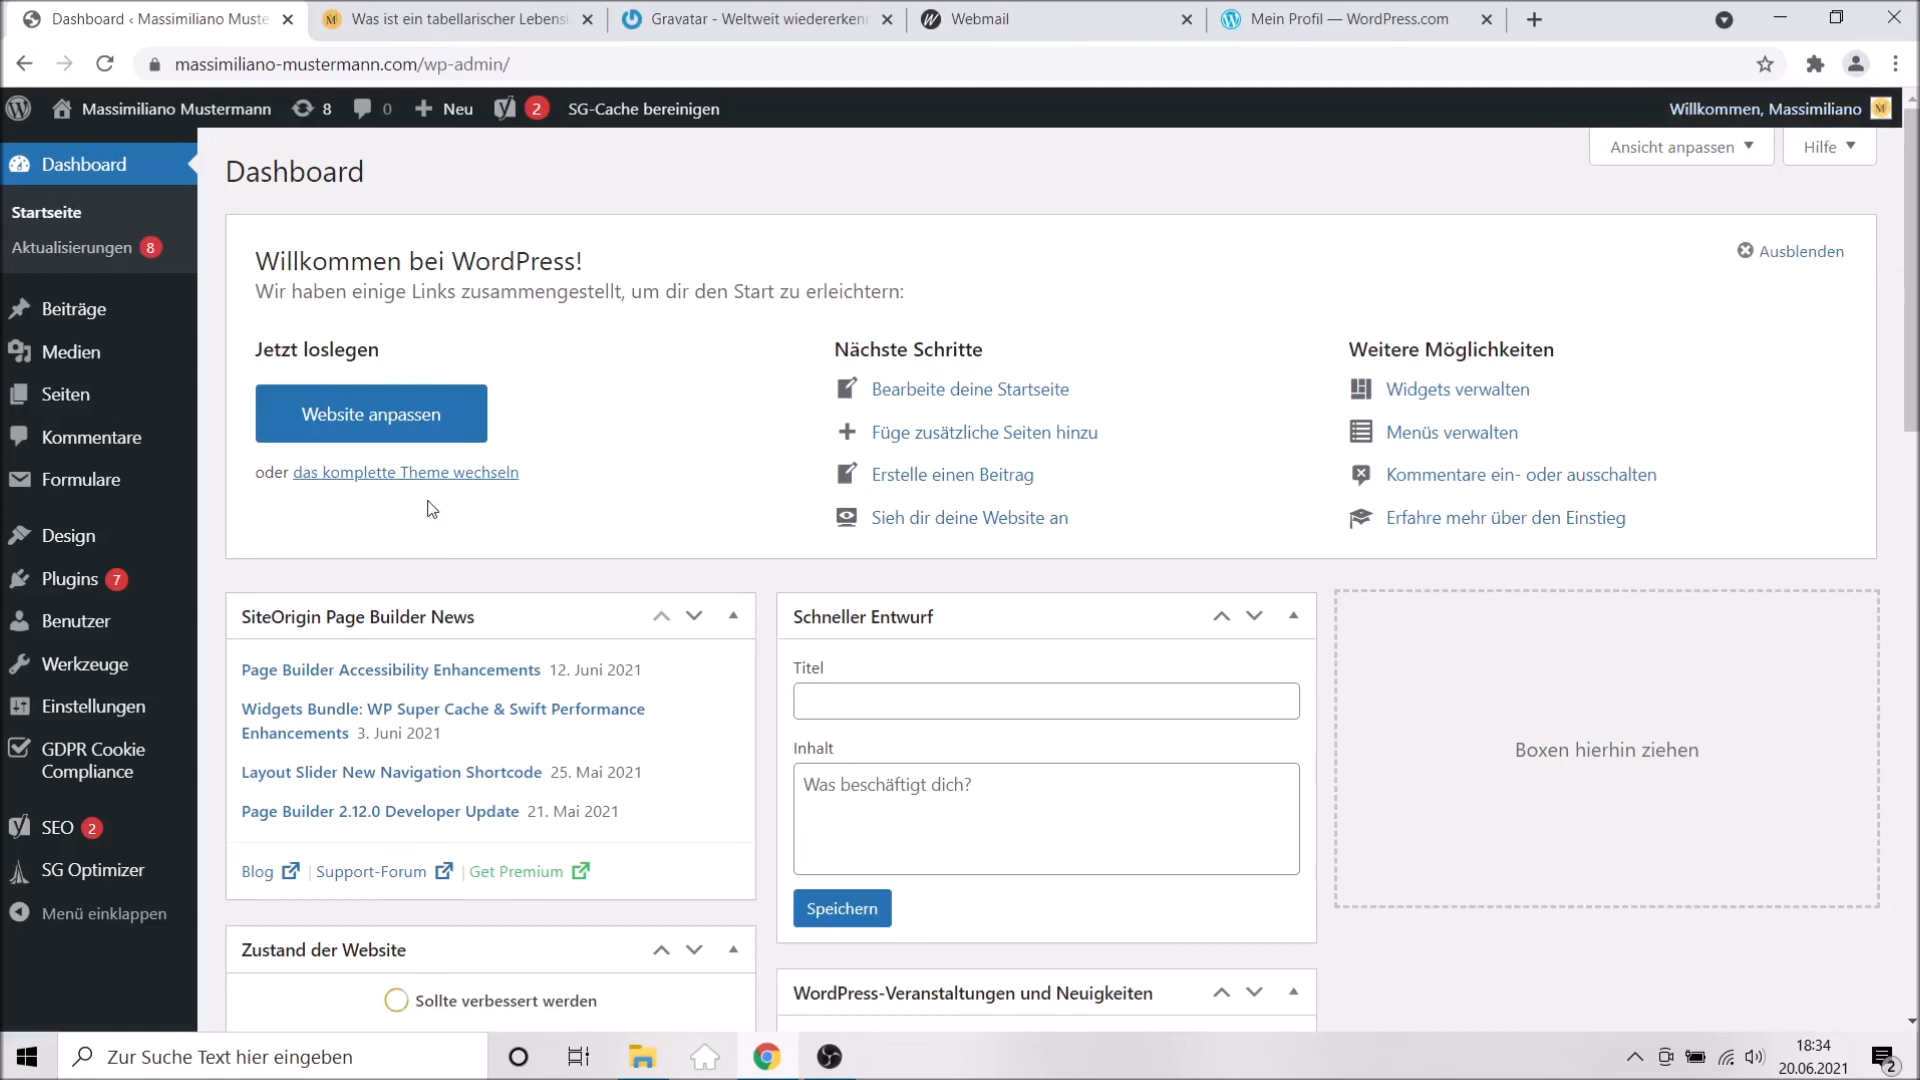 Dashboard ‹ Massimiliano Muste
Was ist ein tabellarischer Lebensl
Gravatar - Weltweit wiedererkenn
Webmail
Mein Profil — WordPress.com
massimiliano-mustermann.com/wp-admin/
Massimiliano Mustermann
8
0
Neu
2
SG-Cache bereinigen
Willkommen, Massimiliano
M
Dashboard
Startseite
Aktualisierungen 8
Beiträge
Medien
Seiten
Kommentare
Formulare
Design
Plugins 7
Benutzer
Werkzeuge
Einstellungen
GDPR Cookie
Compliance
SEO 2
SG Optimizer
Menü einklappen
Dashboard
Ansicht anpassen
Hilfe
Willkommen bei WordPress!
Wir haben einige Links zusammengestellt, um dir den Start zu erleichtern:
Ausblenden
Jetzt loslegen
Website anpassen
oder das komplette Theme wechseln
Nächste Schritte
Bearbeite deine Startseite
Füge zusätzliche Seiten hinzu
Erstelle einen Beitrag
Sieh dir deine Website an
Weitere Möglichkeiten
Widgets verwalten
Menüs verwalten
Kommentare ein- oder ausschalten
Erfahre mehr über den Einstieg
SiteOrigin Page Builder News
Page Builder Accessibility Enhancements 12. Juni 2021
Widgets Bundle: WP Super Cache & Swift Performance
Enhancements 3. Juni 2021
Layout Slider New Navigation Shortcode 25. Mai 2021
Page Builder 2.12.0 Developer Update 21. Mai 2021
Blog | Support-Forum | Get Premium
Zustand der Website
Sollte verbessert werden
Schneller Entwurf
Titel
Inhalt
Was beschäftigt dich?
Speichern
WordPress-Veranstaltungen und Neuigkeiten
Boxen hierhin ziehen
Zur Suche Text hier eingeben
18:34
20.06.2021
2